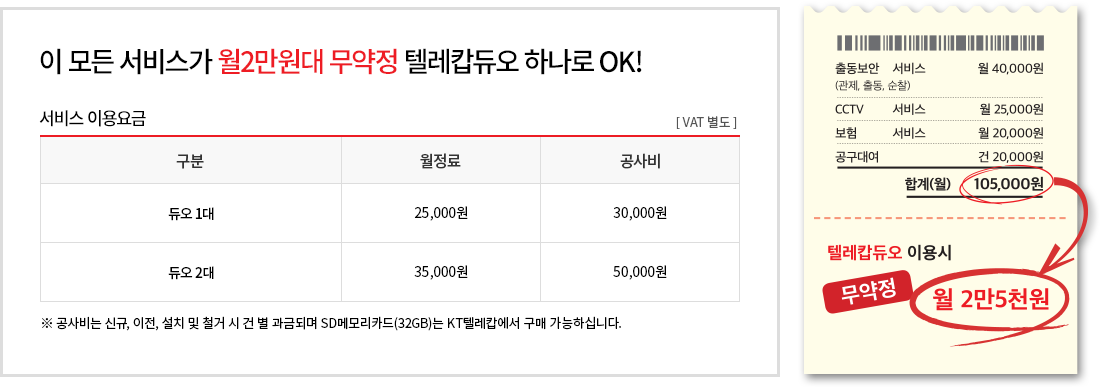 이 모든 서비스가 월2만원대 무약정 텔레캅듀오 하나로 OK!
서비스 이용요금
[ VAT 별도 ]
구분 월정료 공사비
듀오 1대 25,000원 30,000원
듀오 2대 35,000원 50,000원
※ 공사비는 신규, 이전, 설치 및 철거 시 건 별 과금되며 SD메모리카드(32GB)는 KT텔레캅에서 구매 가능하십니다.
출동보안 서비스 월 40,000원
(관제, 출동, 순찰)
CCTV 서비스 월 25,000원
보험 서비스 월 20,000원
공구대여 건 20,000원
합계(월) 105,000원
텔레캅듀오 이용시
무약정 월 2만5천원